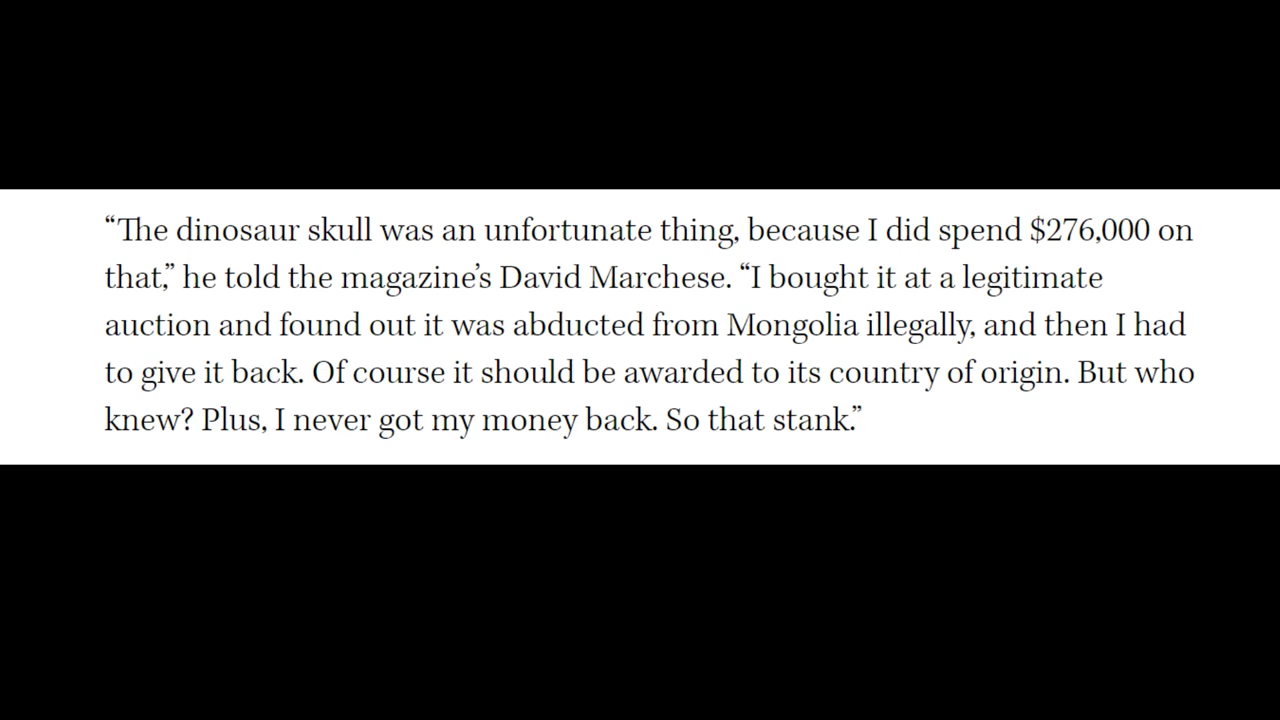 “The dinosaur skull was an unfortunate thing, because I did spend $276,000 on
that,” he told the magazine’s David Marchese. “I bought it at a legitimate
auction and found out it was abducted from Mongolia illegally, and then I had
to give it back. Of course it should be awarded to its country of origin. But who
knew? Plus, I never got my money back. So that stank.”